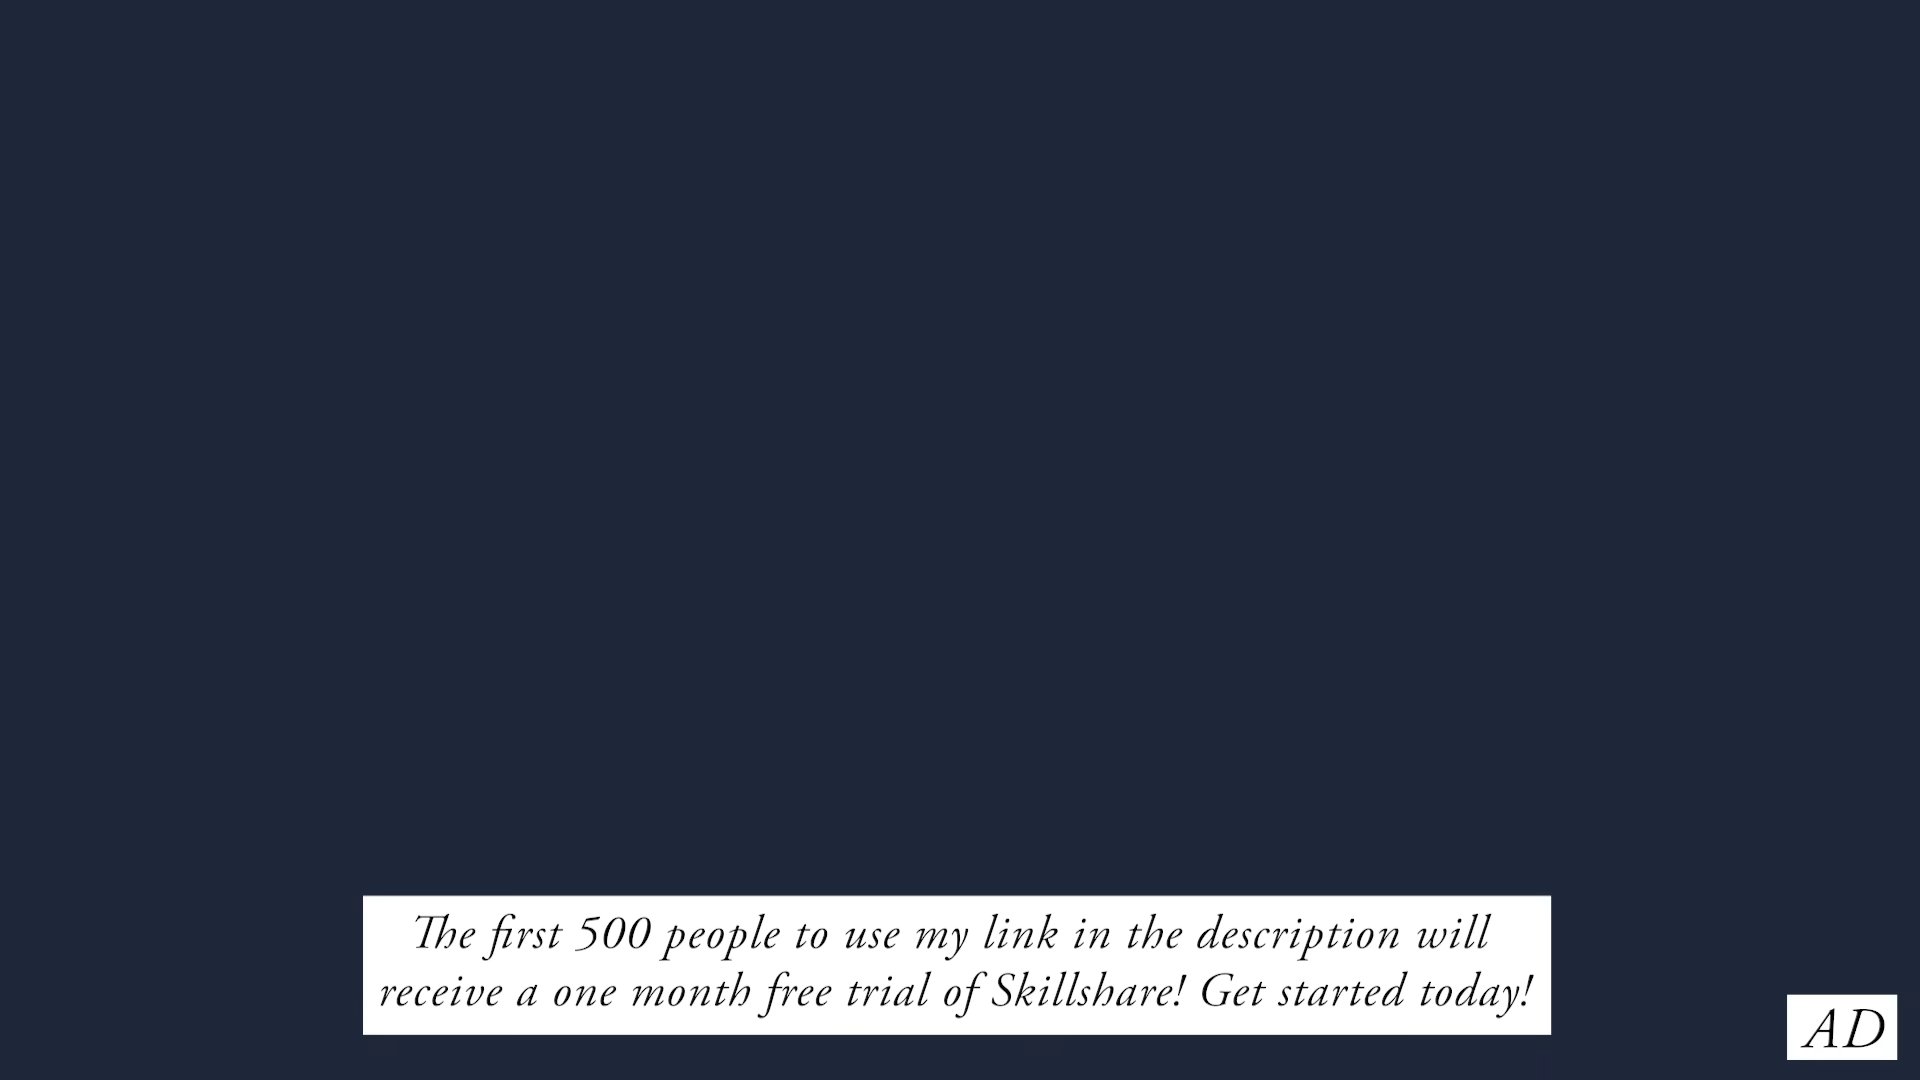 The first 500 people to use my link in the description will
receive a one month free trial of Skillshare! Get started today!
AD